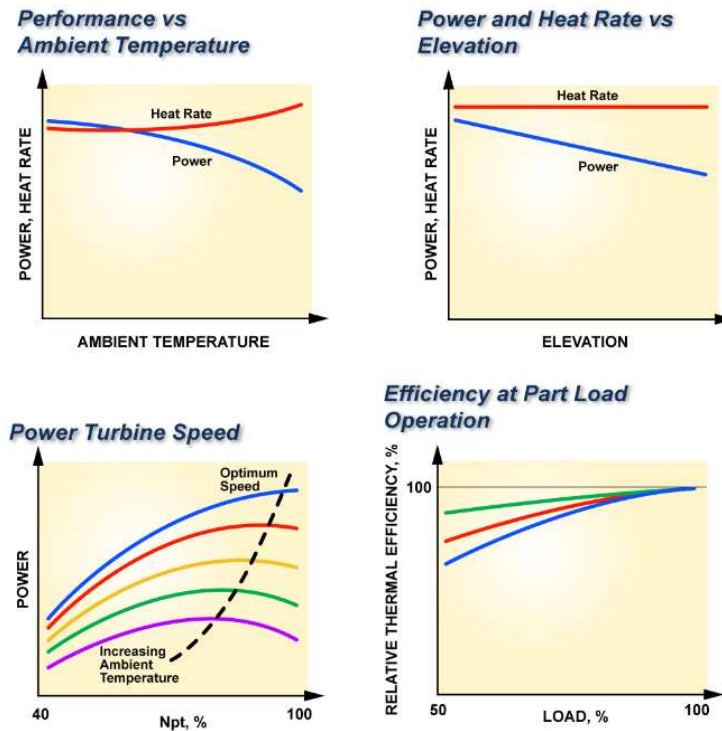 Performance vs
Ambient Temperature
POWER, HEAT RATE
Heat Rate
Power
AMBIENT TEMPERATURE
Power and Heat Rate vs
Elevation
POWER, HEAT RATE
Heat Rate
Power
ELEVATION
Power Turbine Speed
POWER
Optimum
Speed
Increasing
Ambient
Temperature
40
100
Npt, %
Efficiency at Part Load
Operation
RELATIVE THERMAL EFFICIENCY, %
100
50
100
LOAD, %